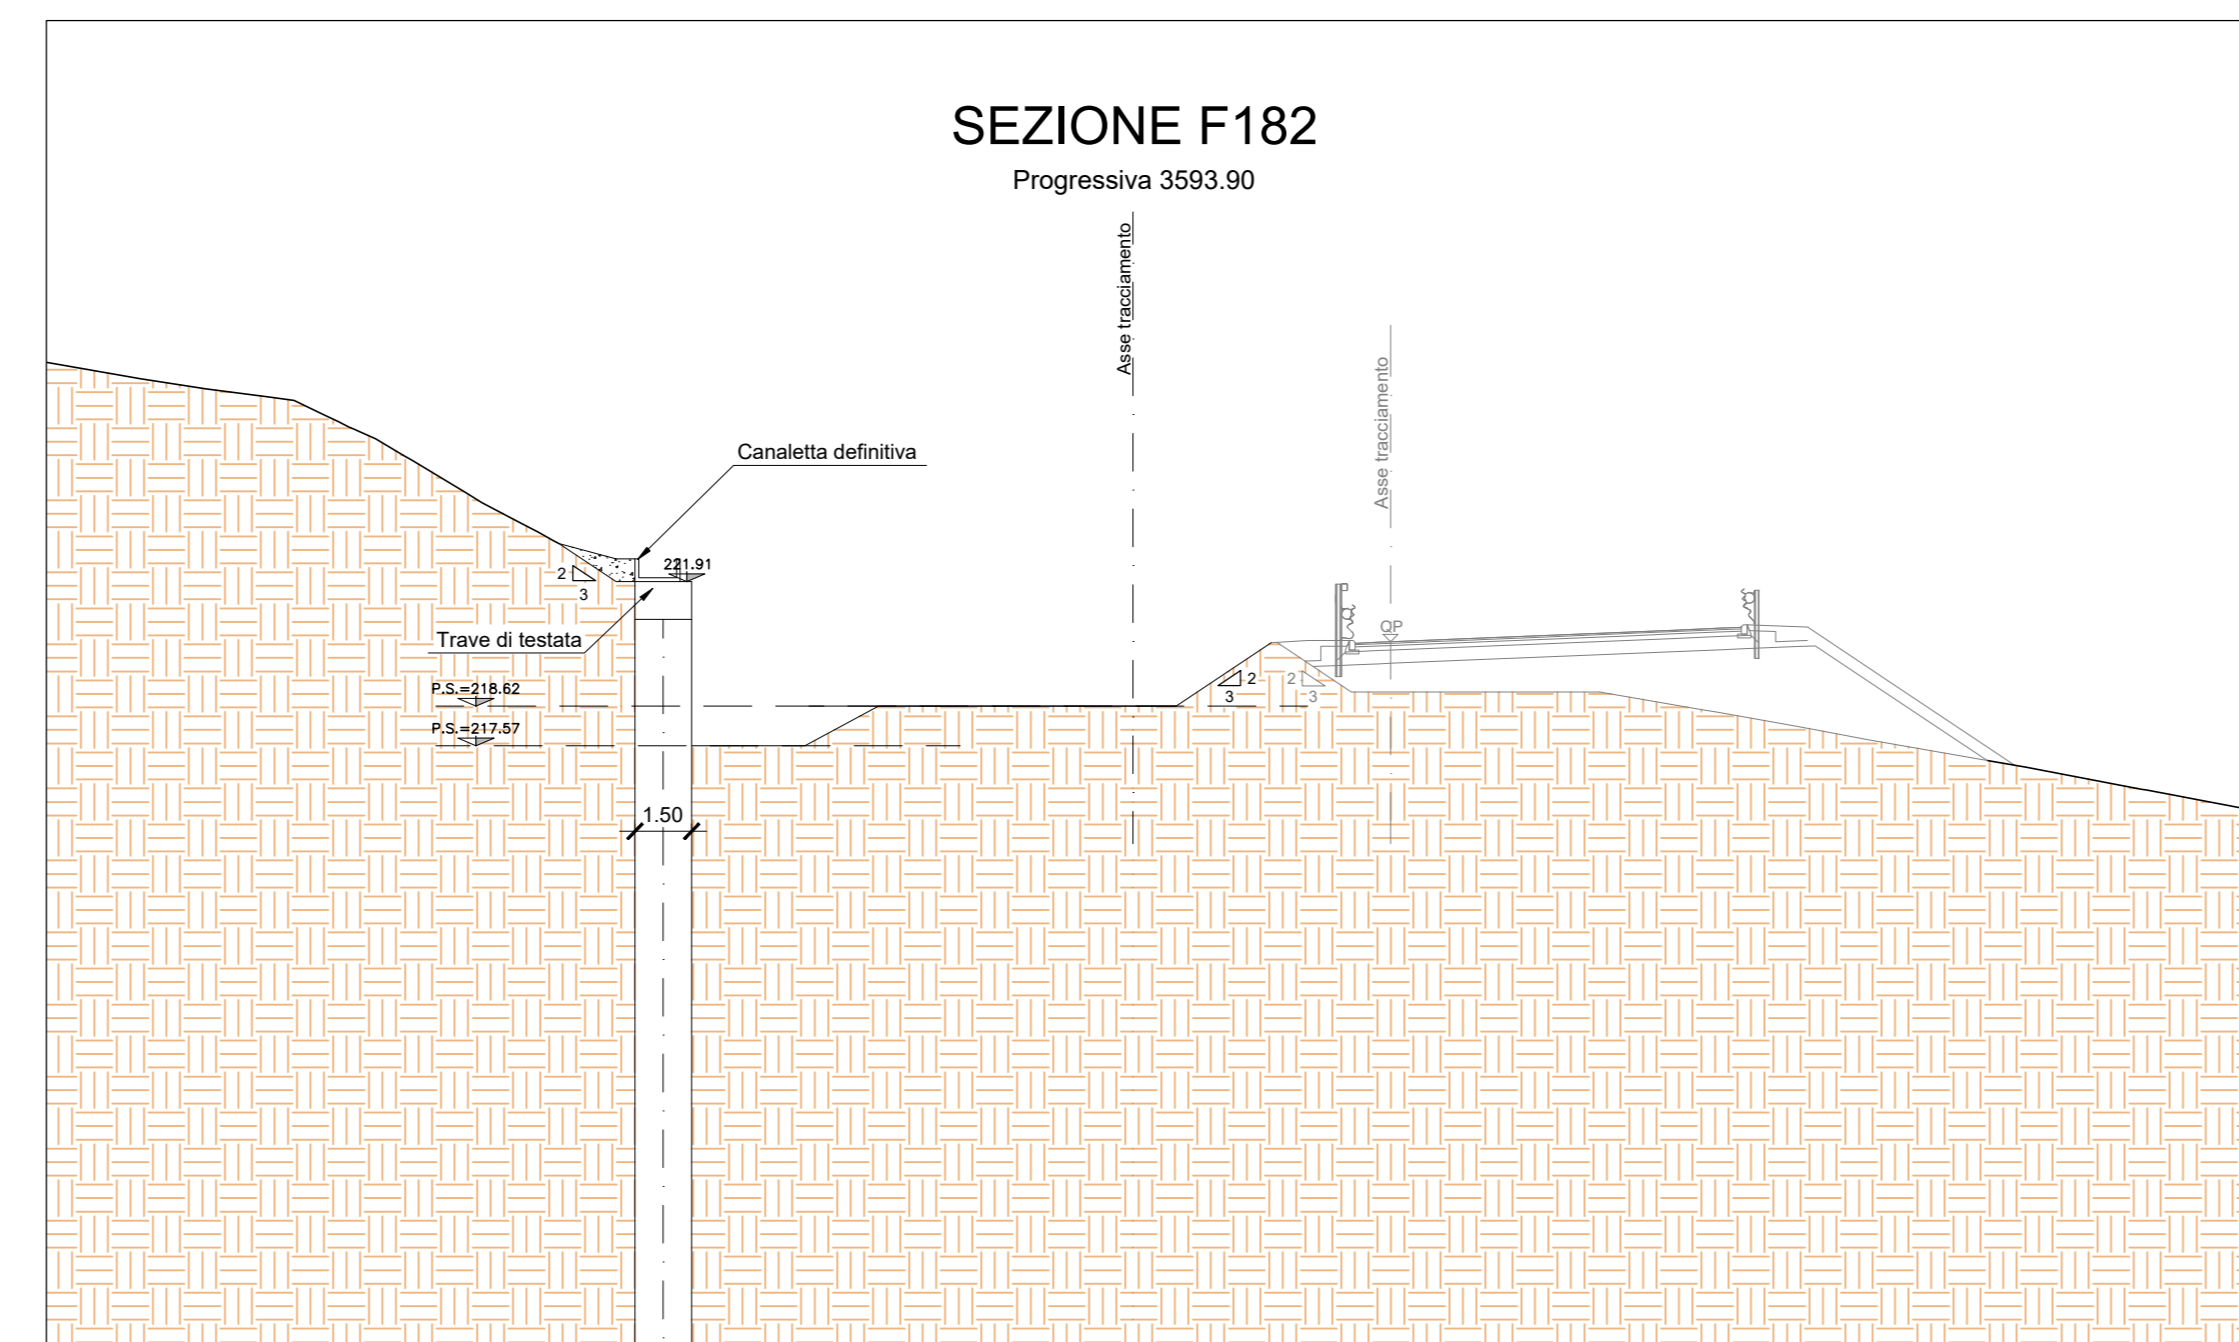 SEZIONE F182
Progressiva 3593.90
Asse tracciamento
Asse tracciamento
Canaletta definitiva
221.91
2
3
Trave di testata
QP
P.S.=218.62
2
3
2
3
P.S.=217.57
1.50